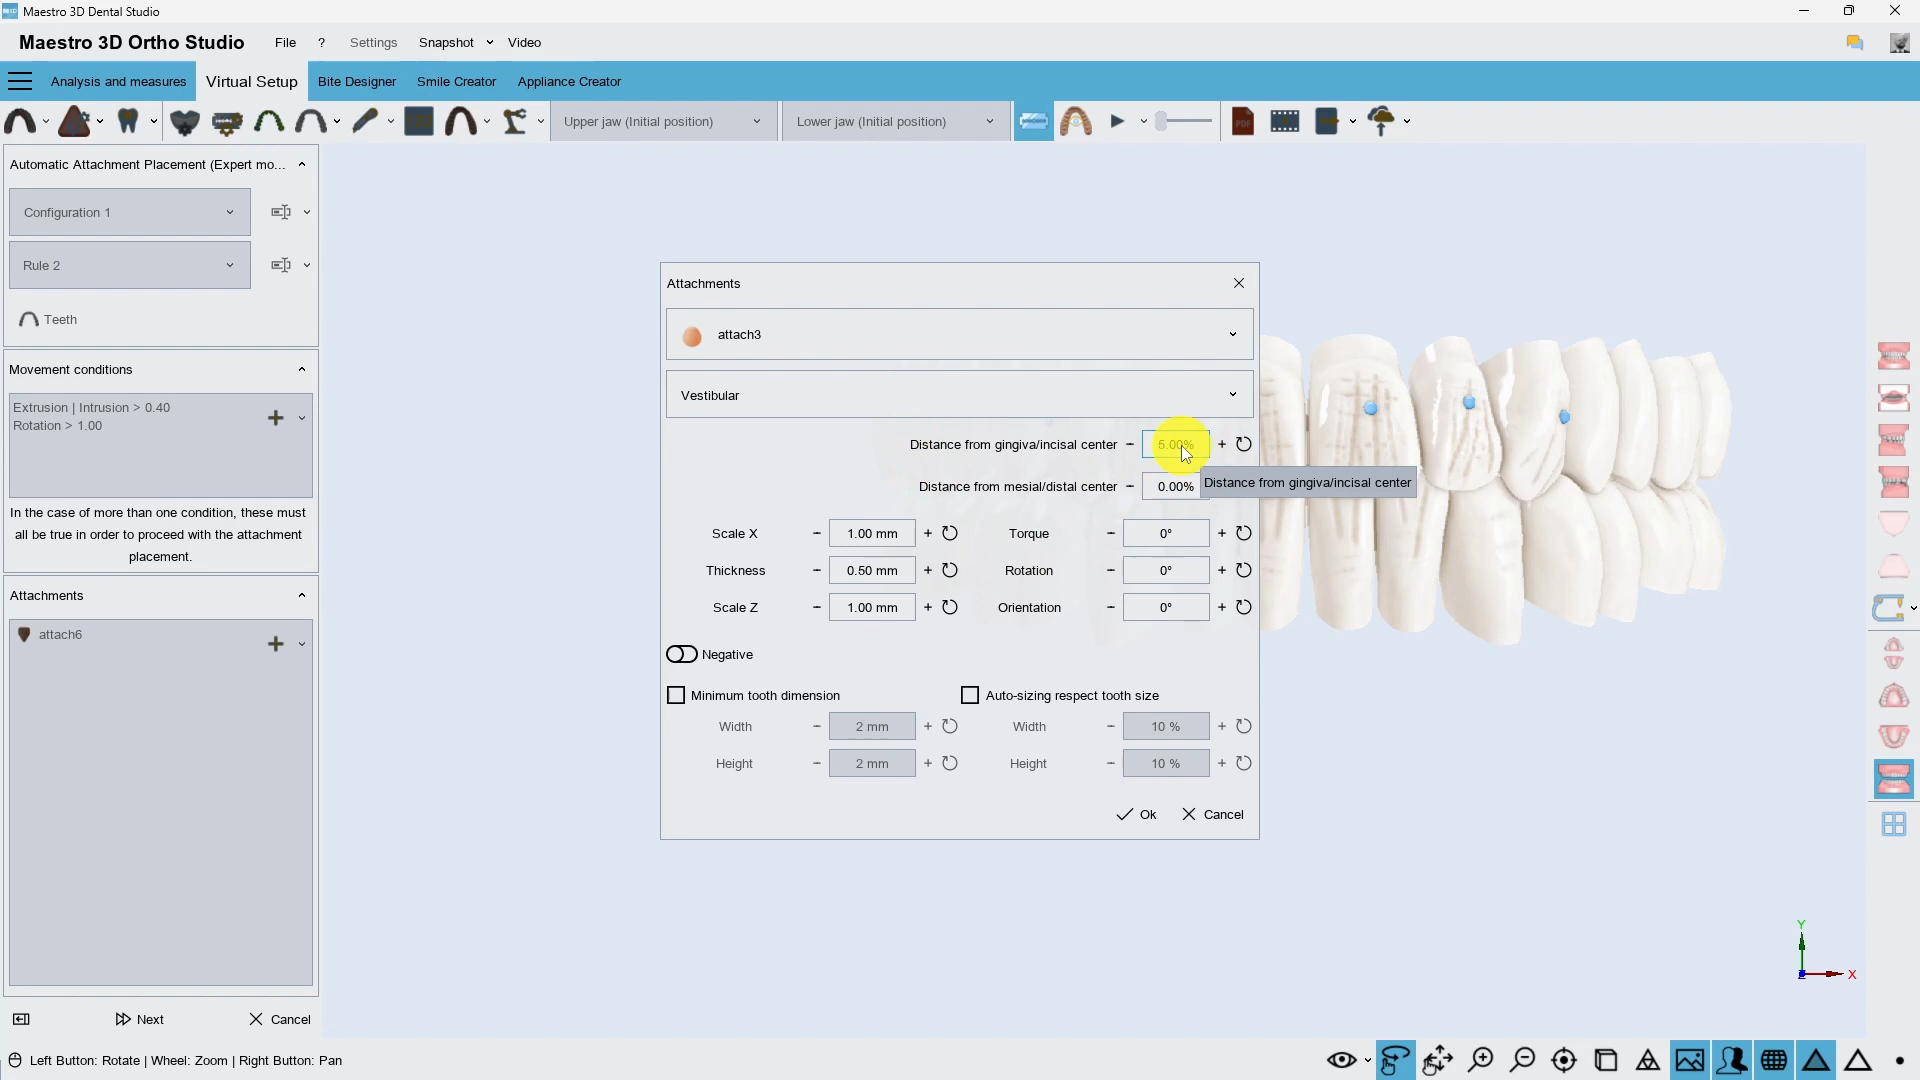 Maestro 3D Dental Studio
Maestro 3D Ortho Studio
File
?
Settings
Snapshot
Video
Analysis and measures
Virtual Setup
Bite Designer
Smile Creator
Appliance Creator
Upper jaw (Initial position)
Lower jaw (Initial position)
PDF
Automatic Attachment Placement (Expert mo...
Configuration 1
Rule 2
Teeth
Movement conditions
Extrusion | Intrusion > 0.40
Rotation > 1.00
In the case of more than one condition, these must
all be true in order to proceed with the attachment
placement.
Attachments
attach6
Next
Cancel
Attachments
attach3
Vestibular
Distance from gingiva/incisal center
5.00%
Distance from mesial/distal center
0.00%
Distance from gingiva/incisal center
Scale X
1.00 mm
Torque
0°
Thickness
0.50 mm
Rotation
0°
Scale Z
1.00 mm
Orientation
0°
Negative
Minimum tooth dimension
Auto-sizing respect tooth size
Width
2 mm
Width
10 %
Height
2 mm
Height
10 %
Ok
Cancel
Y
X
Z
Left Button: Rotate | Wheel: Zoom | Right Button: Pan